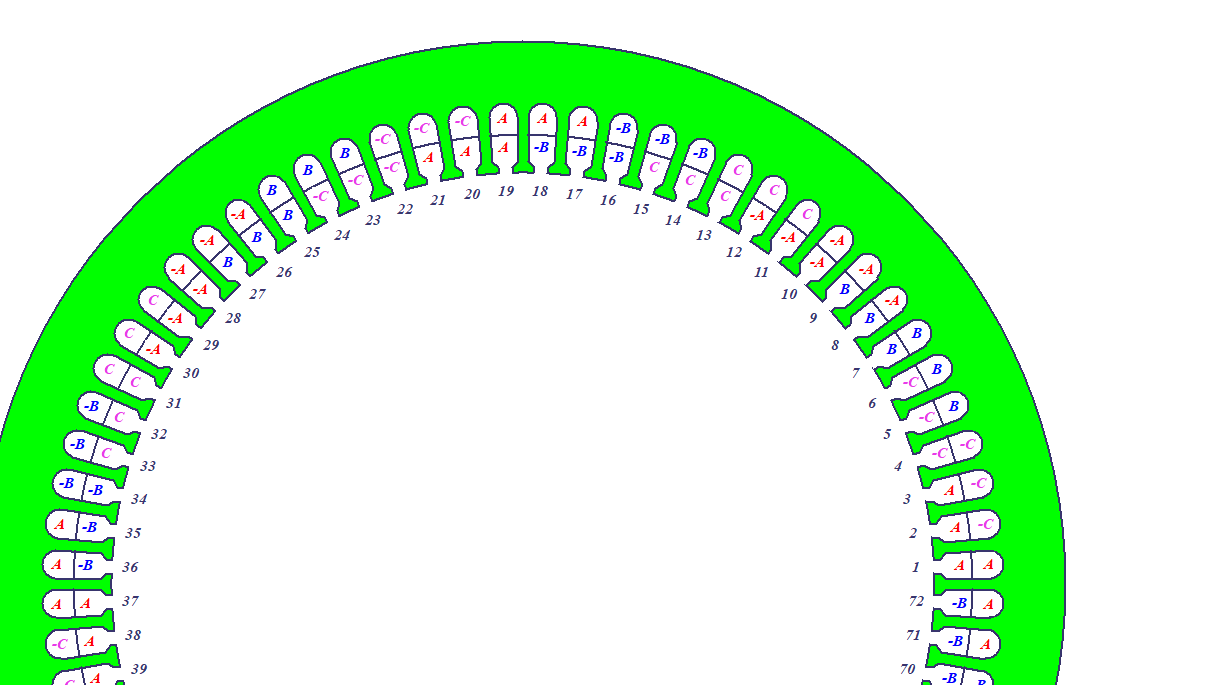 A
-C A 39
-C A 38
A A 37
A -B 36
A -B 35
-B -B 34
-B C 33
-B C 32
C C 31
C -A 30
C -A 29
-A -A 28
-A B 27
-A B 26
B B 25
B -C 24
B -C 23
-C -C 22
-C A 21
-C A 20
A A 19
A -B 18
A -B 17
-B -B 16
-B C 15
-B C 14
C C 13
C -A 12
C -A 11
-A -A 10
-A B 9
-A B 8
B B 7
B -C 6
B -C 5
-C -C 4
-C A 3
-C A 2
A A 1
A -B 72
A -B 71
-B 70